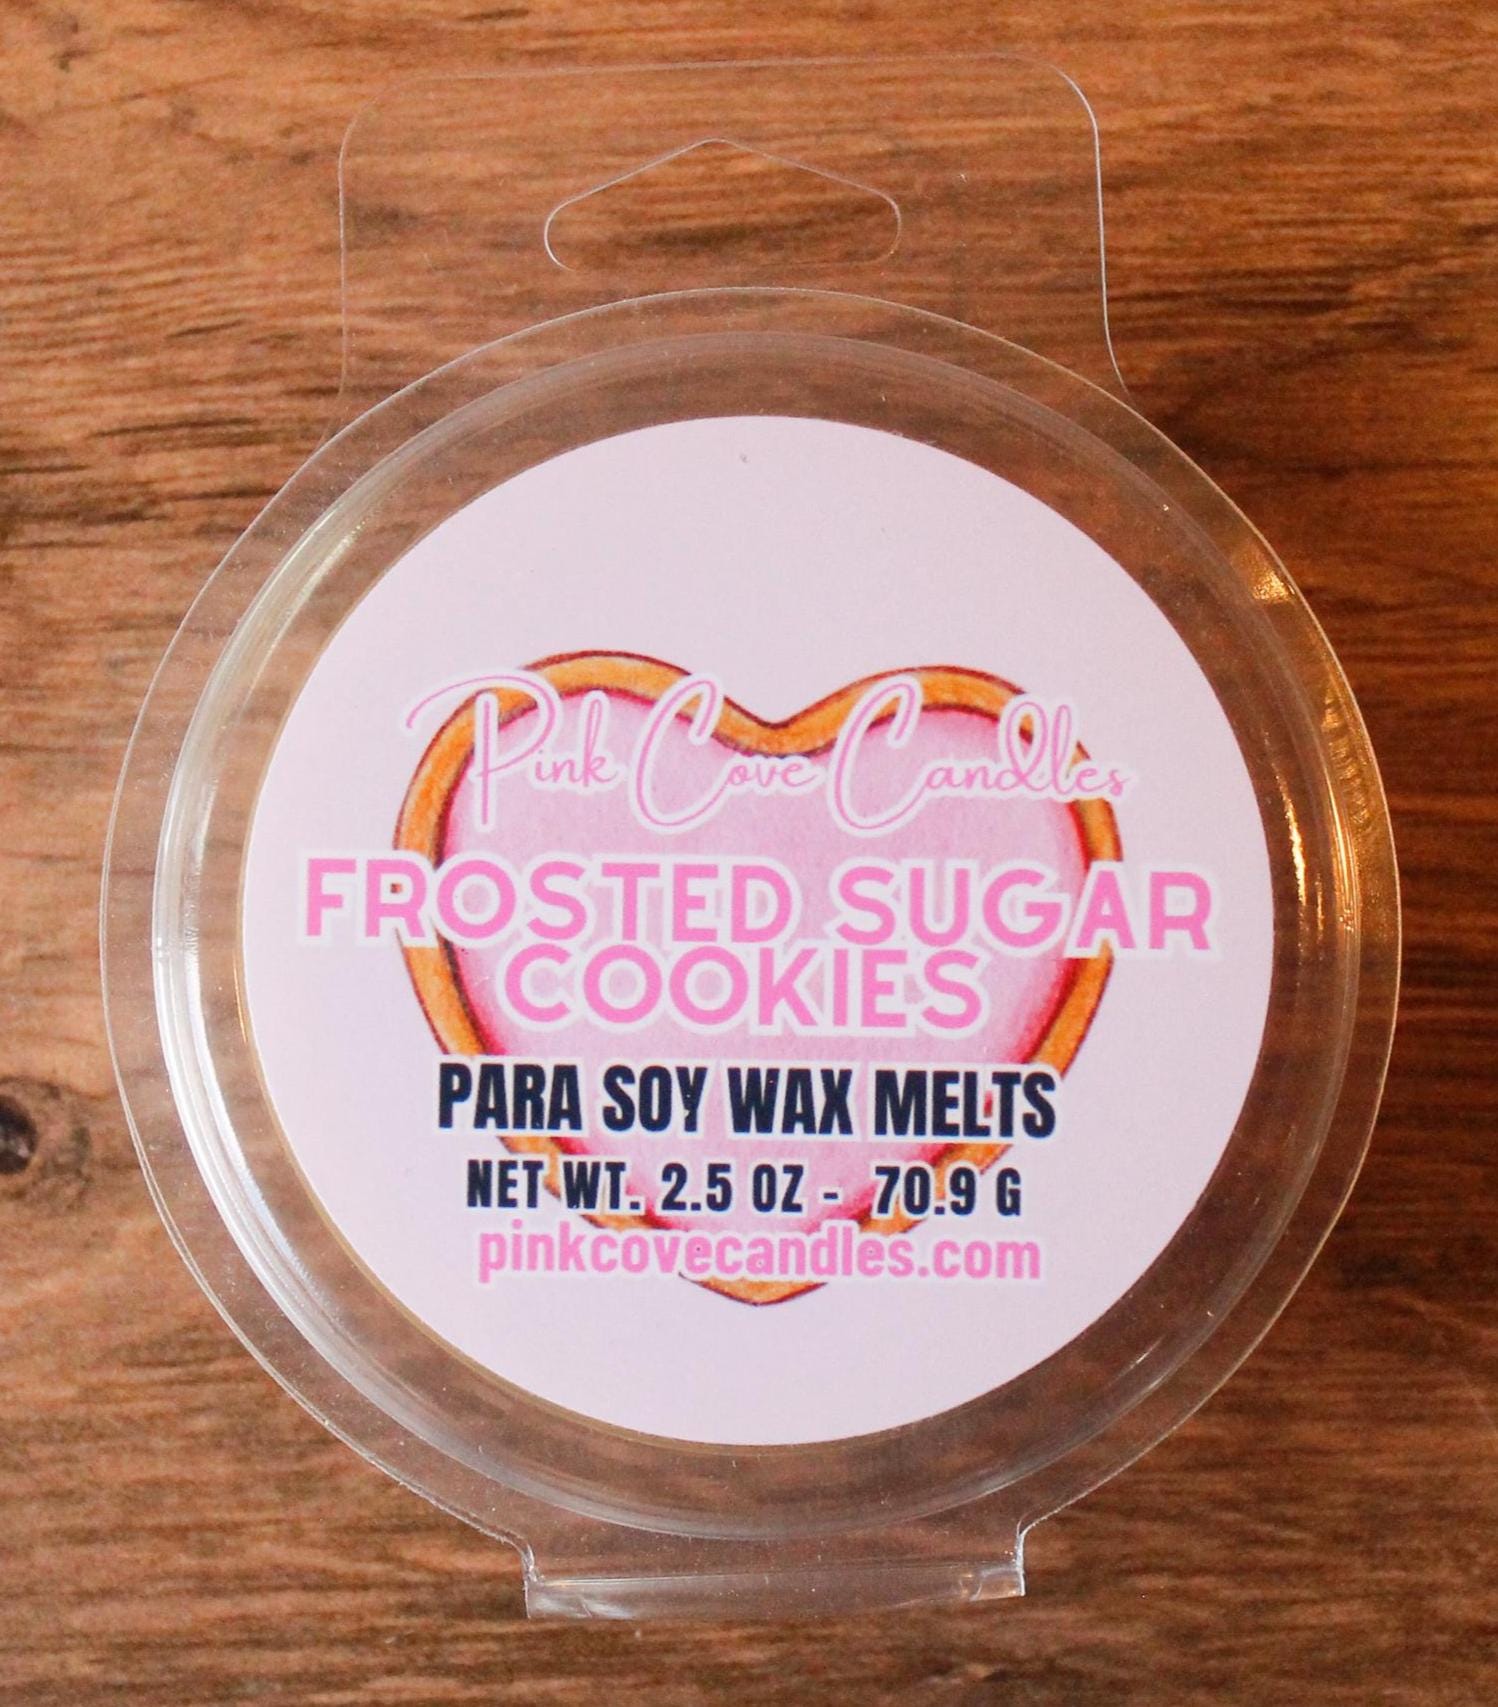 Pink Cove Candles
FROSTED SUGAR
COOKIES
PARA SOY WAX MELTS
NET WT. 2.5 OZ - 70.9 G
pinkcovecandles.com